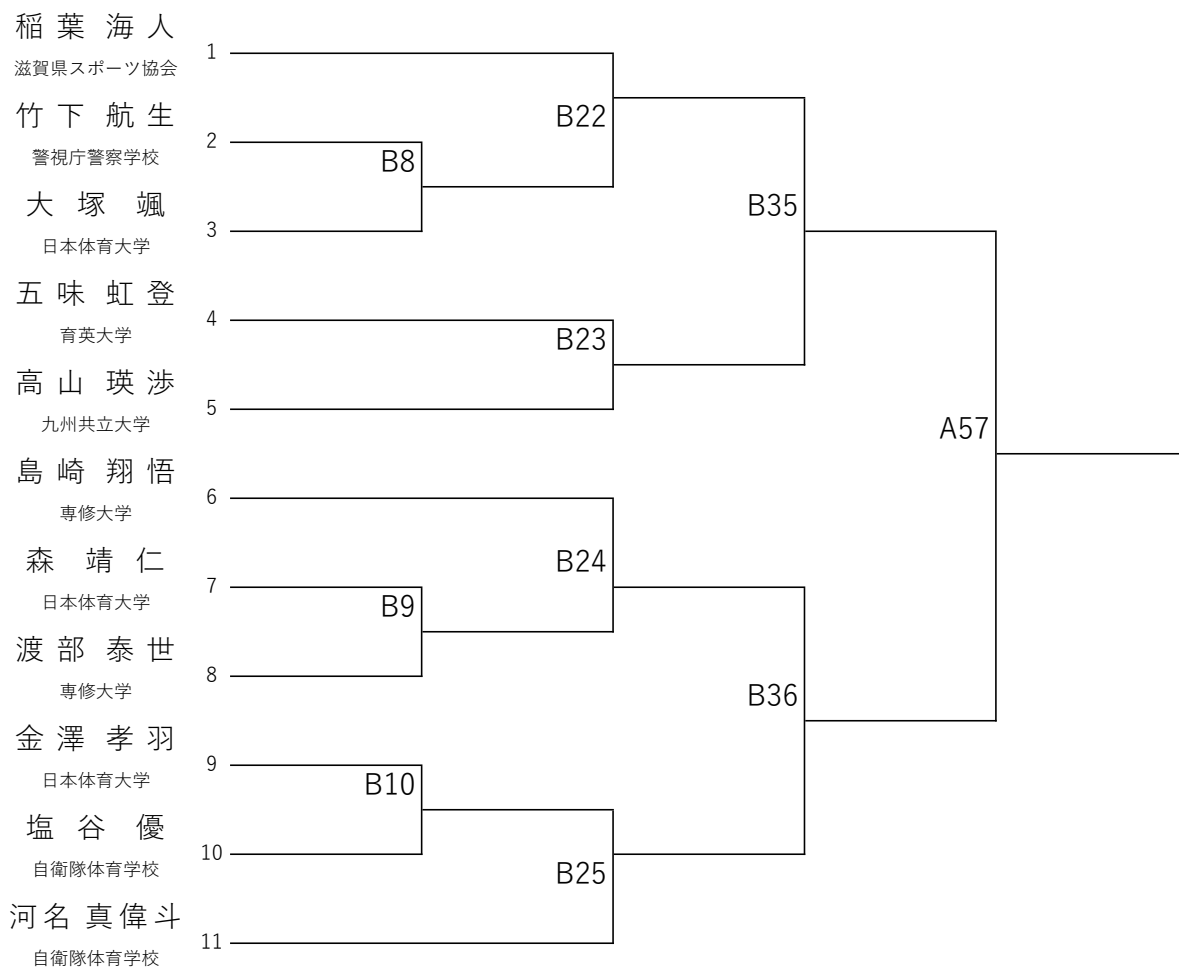 稲葉 海人
1
滋賀県スポーツ協会
竹下 航生
B22
2
警視庁警察学校
B8
大塚 颯
B35
3
日本体育大学
五味 虹登
4
育英大学
B23
高山 瑛渉
5
九州共立大学
A57
島崎 翔悟
6
専修大学
森 靖仁
B24
7
日本体育大学
B9
渡部 泰世
8
専修大学
B36
金澤 孝羽
9
日本体育大学
B10
塩谷 優
10
自衛隊体育学校
B25
河名 真偉斗
11
自衛隊体育学校